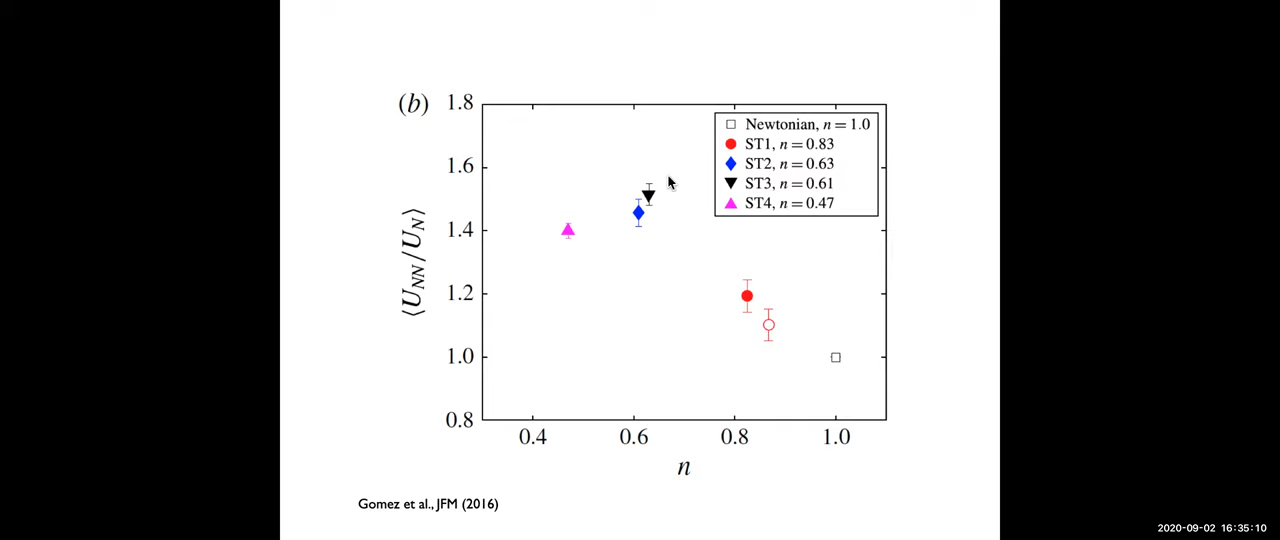 (b)
1.8
1.6
1.4
1.2
1.0
0.8
⟨U_NN/U_N⟩
Newtonian, n = 1.0
ST1, n = 0.83
ST2, n = 0.63
ST3, n = 0.61
ST4, n = 0.47
0.4 0.6 0.8 1.0
n
Gomez et al., JFM (2016)
2020-09-02 16:35:10